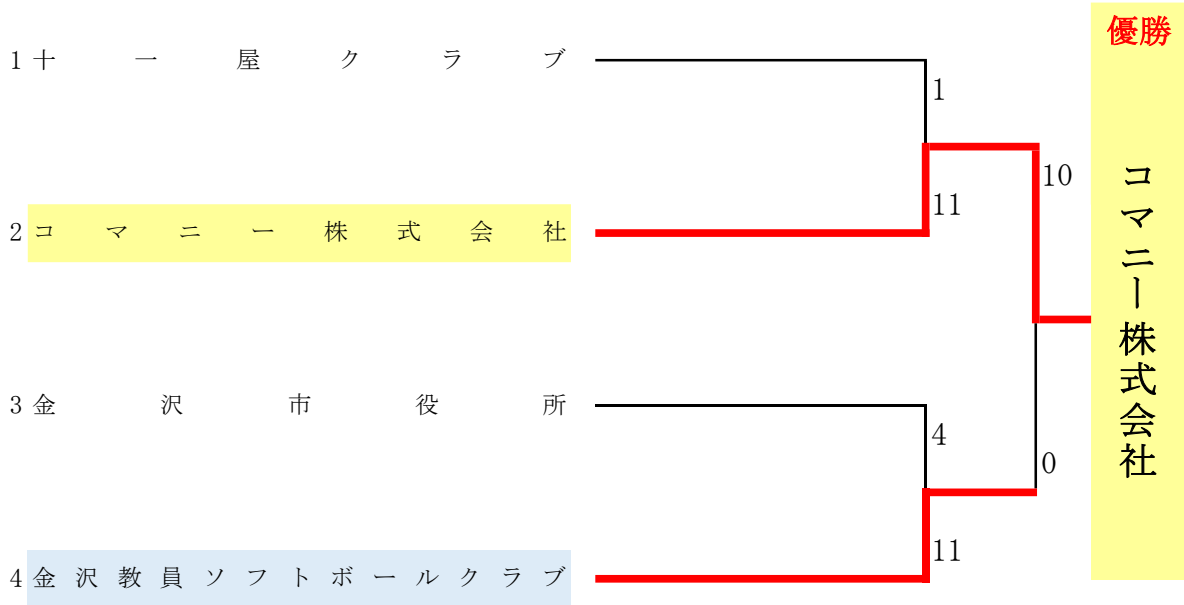 優勝
1 十一屋クラブ
1
10
コマニー株式会社
11
2 コマニー株式会社
3 金沢市役所
4
0
11
4 金沢教員ソフトボールクラブ